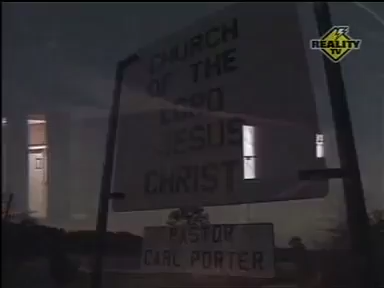 CHURCH
OF THE
LORD
JESUS
CHRIST
PASTOR
CARL PORTER
REALITY
TV